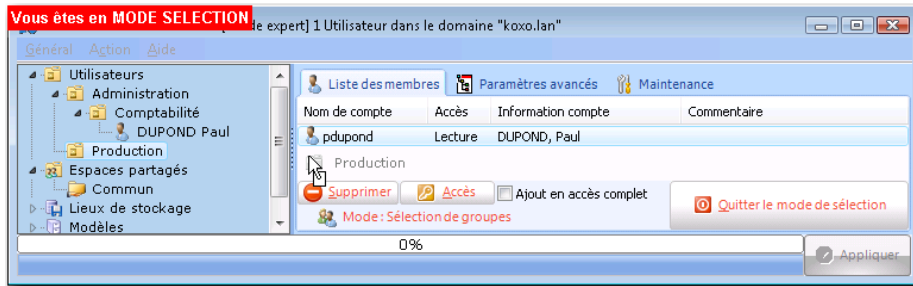 Vous êtes en MODE SELECTION
de expert] 1 Utilisateur dans le domaine "koxo.lan"
Général Action Aide
Utilisateurs
Administration
Comptabilité
DUPOND Paul
Production
Espaces partagés
Commun
Lieux de stockage
Modèles
Liste des membres Paramètres avancés Maintenance
Nom de compte Accès Information compte Commentaire
pdupond Lecture DUPOND, Paul
Production
Supprimer Accès Ajout en accès complet
Mode : Sélection de groupes
Quitter le mode de sélection
0%
Appliquer